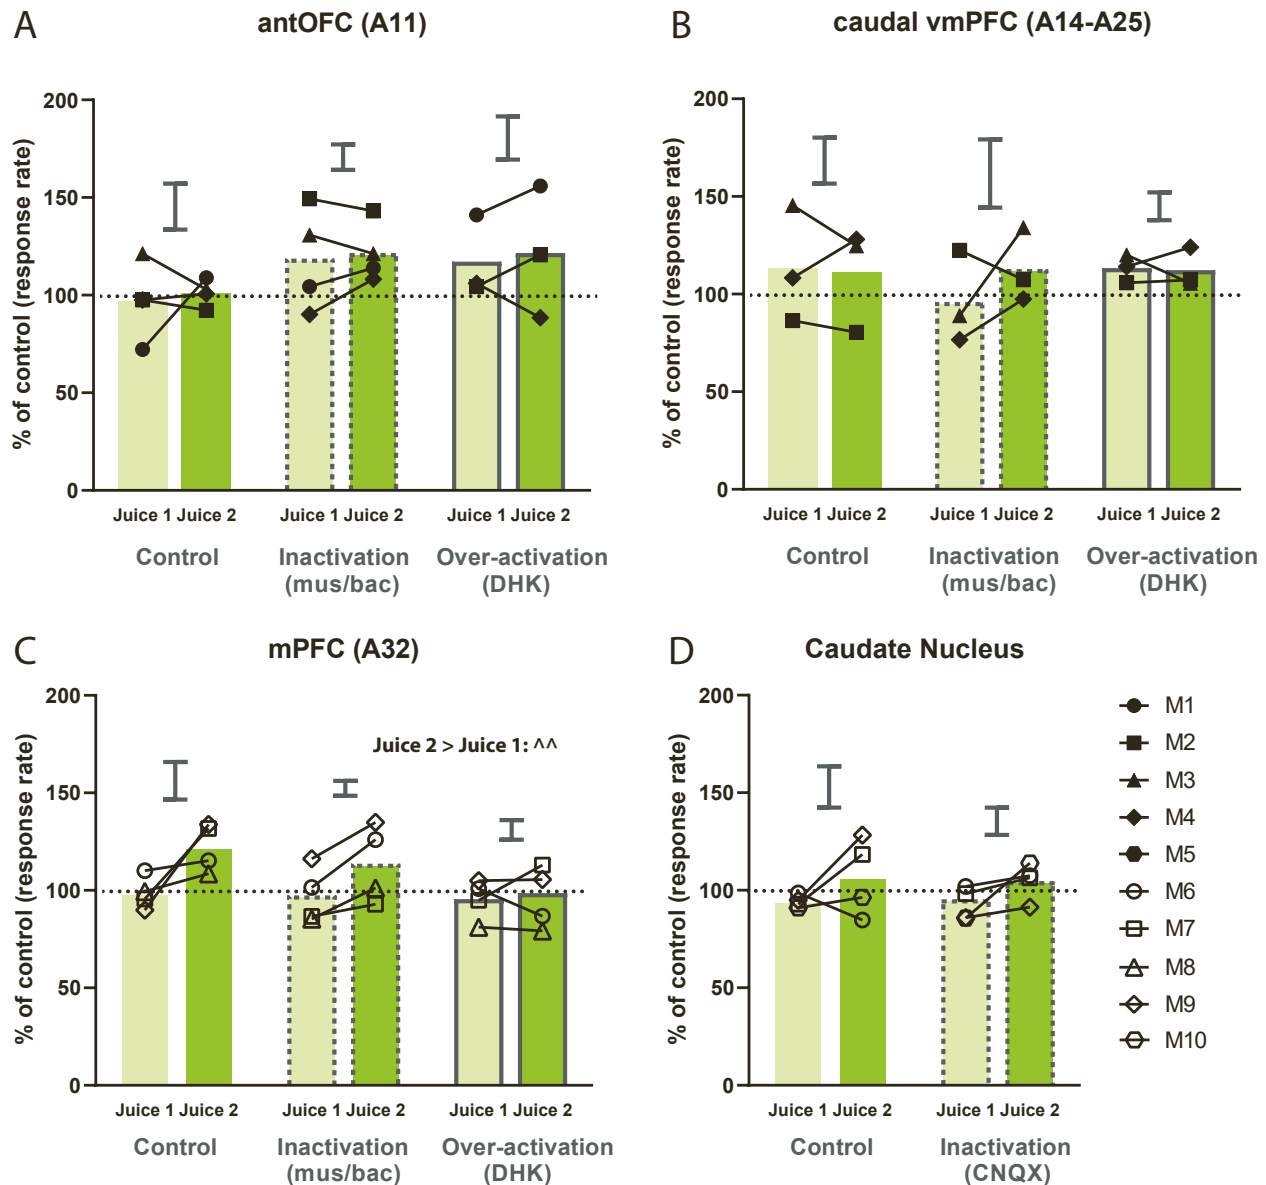 A
antOFC (A11)
% of control (response rate)
200
150
100
50
0
Juice 1 Juice 2 Juice 1 Juice 2 Juice 1 Juice 2
Control Inactivation Over-activation
(mus/bac) (DHK)
B
caudal vmPFC (A14-A25)
% of control (response rate)
200
150
100
50
0
Juice 1 Juice 2 Juice 1 Juice 2 Juice 1 Juice 2
Control Inactivation Over-activation
(mus/bac) (DHK)
C
mPFC (A32)
% of control (response rate)
200
150
100
50
0
Juice 2 > Juice 1: ^^
Juice 1 Juice 2 Juice 1 Juice 2 Juice 1 Juice 2
Control Inactivation Over-activation
(mus/bac) (DHK)
D
Caudate Nucleus
% of control (response rate)
200
150
100
50
0
Juice 1 Juice 2 Juice 1 Juice 2
Control Inactivation
(CNQX)
M1
M2
M3
M4
M5
M6
M7
M8
M9
M10